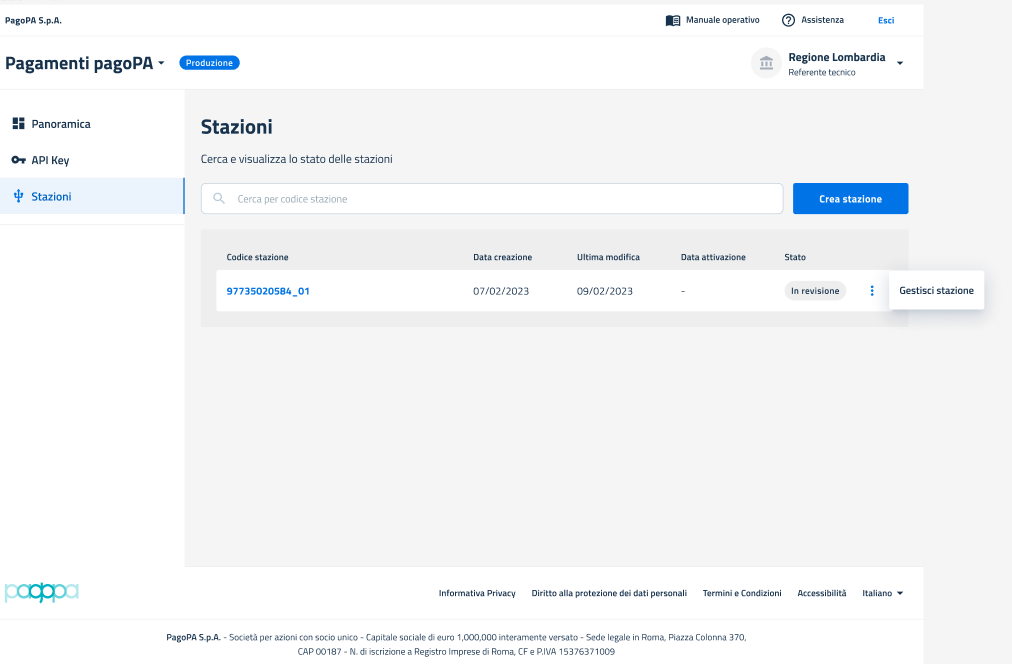 PagoPA S.p.A.
Manuale operativo
Assistenza
Esci
Pagamenti pagoPA
Produzione
Regione Lombardia
Referente tecnico
Panoramica
API Key
Stazioni
Stazioni
Cerca e visualizza lo stato delle stazioni
Cerca per codice stazione
Crea stazione
Codice stazione Data creazione Ultima modifica Data attivazione Stato
97735020584_01 07/02/2023 09/02/2023 - In revisione
Gestisci stazione
pagopa
Informativa Privacy Diritto alla protezione dei dati personali Termini e Condizioni Accessibilità Italiano
PagoPA S.p.A. - Società per azioni con socio unico - Capitale sociale di euro 1,000,000 interamente versato - Sede legale in Roma, Piazza Colonna 370,
CAP 00187 - N. di iscrizione a Registro Imprese di Roma, CF e P.IVA 15376371009